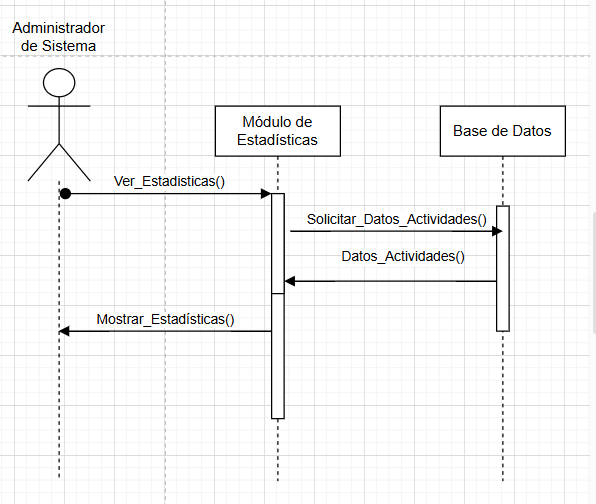 Administrador
de Sistema
Módulo de
Estadísticas
Base de Datos
Ver_Estadisticas()
Solicitar_Datos_Actividades()
Datos_Actividades()
Mostrar_Estadísticas()